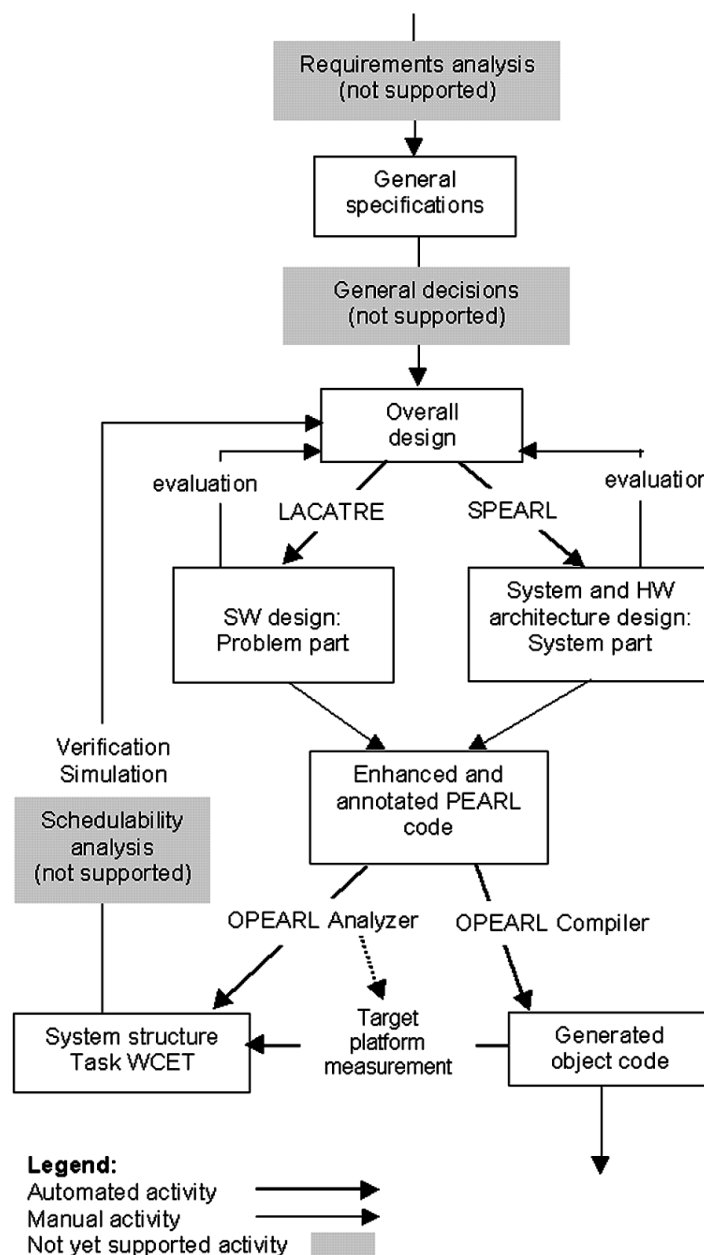 Requirements analysis
(not supported)
General
specifications
General decisions
(not supported)
Overall
design
evaluation
evaluation
LACATRE
SPEARL
SW design:
Problem part
System and HW
architecture design:
System part
Verification
Simulation
Enhanced and
annotated PEARL
code
Schedulability
analysis
(not supported)
OPEARL Analyzer
OPEARL Compiler
System structure
Task WCET
Target
platform
measurement
Generated
object code
Legend:
Automated activity
Manual activity
Not yet supported activity